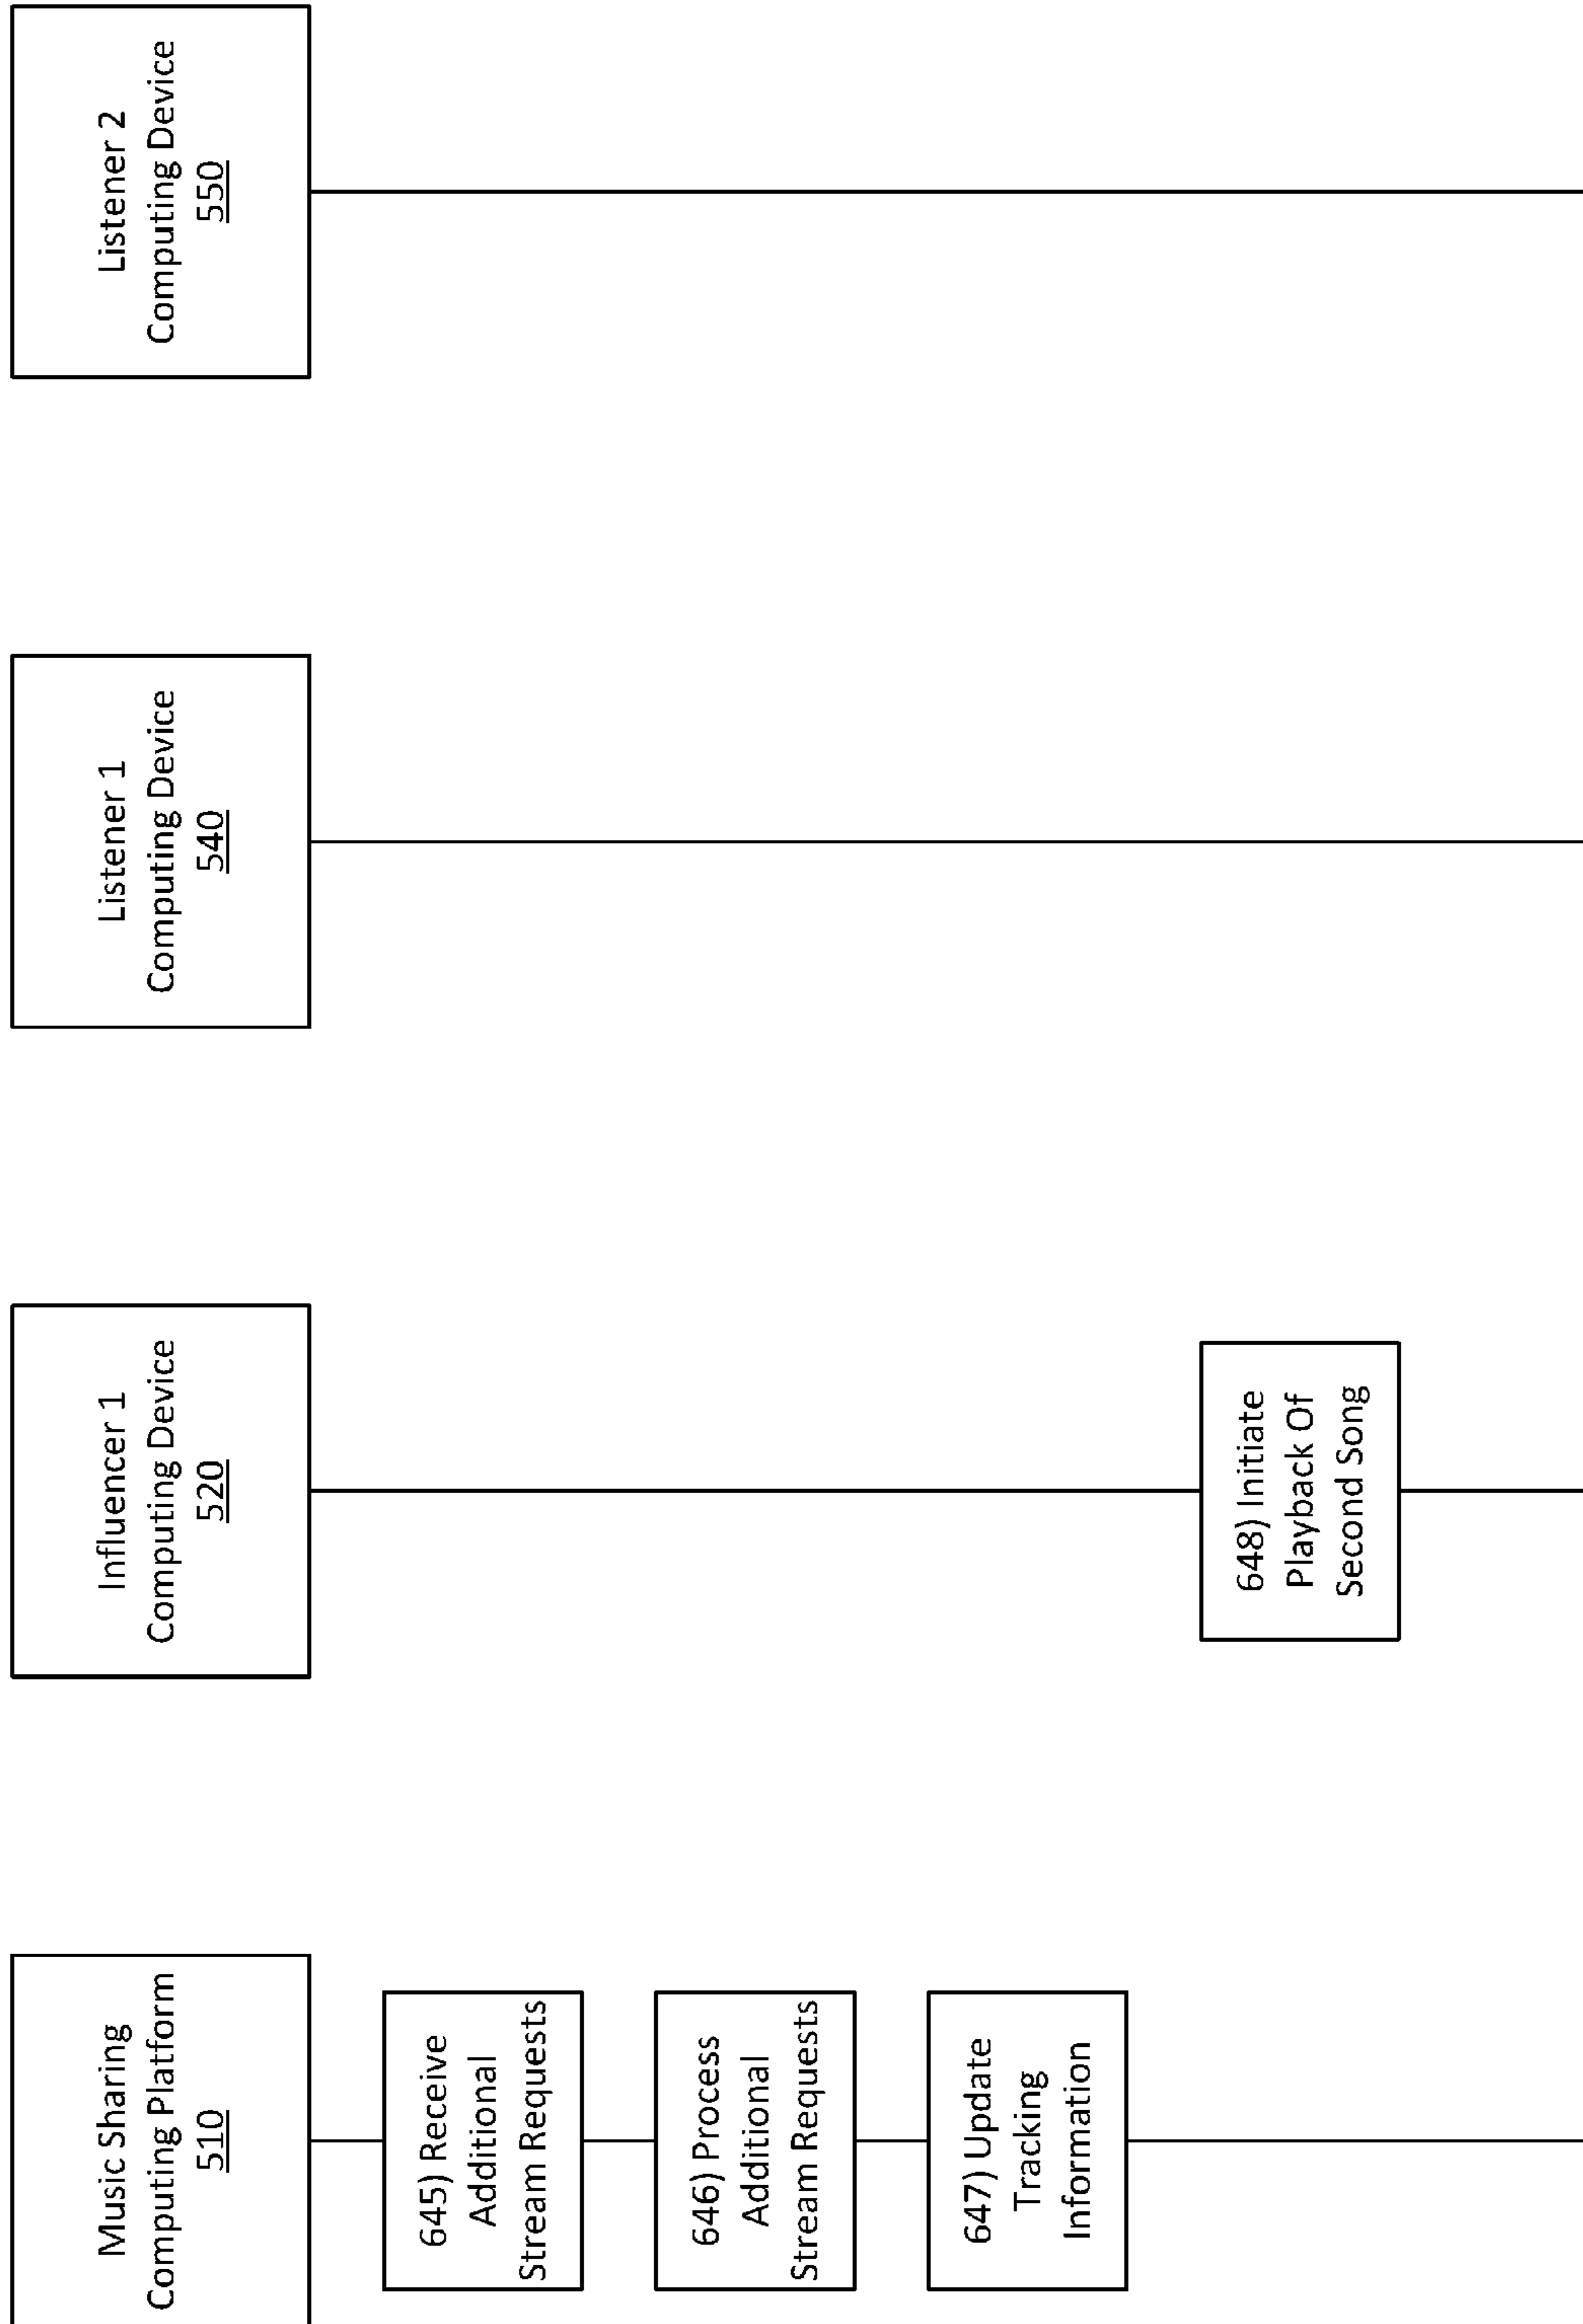 Music Sharing
Computing Platform
510
Influencer 1
Computing Device
520
Listener 1
Computing Device
540
Listener 2
Computing Device
550
645) Receive
Additional
Stream Requests
646) Process
Additional
Stream Requests
647) Update
Tracking
Information
648) Initiate
Playback Of
Second Song